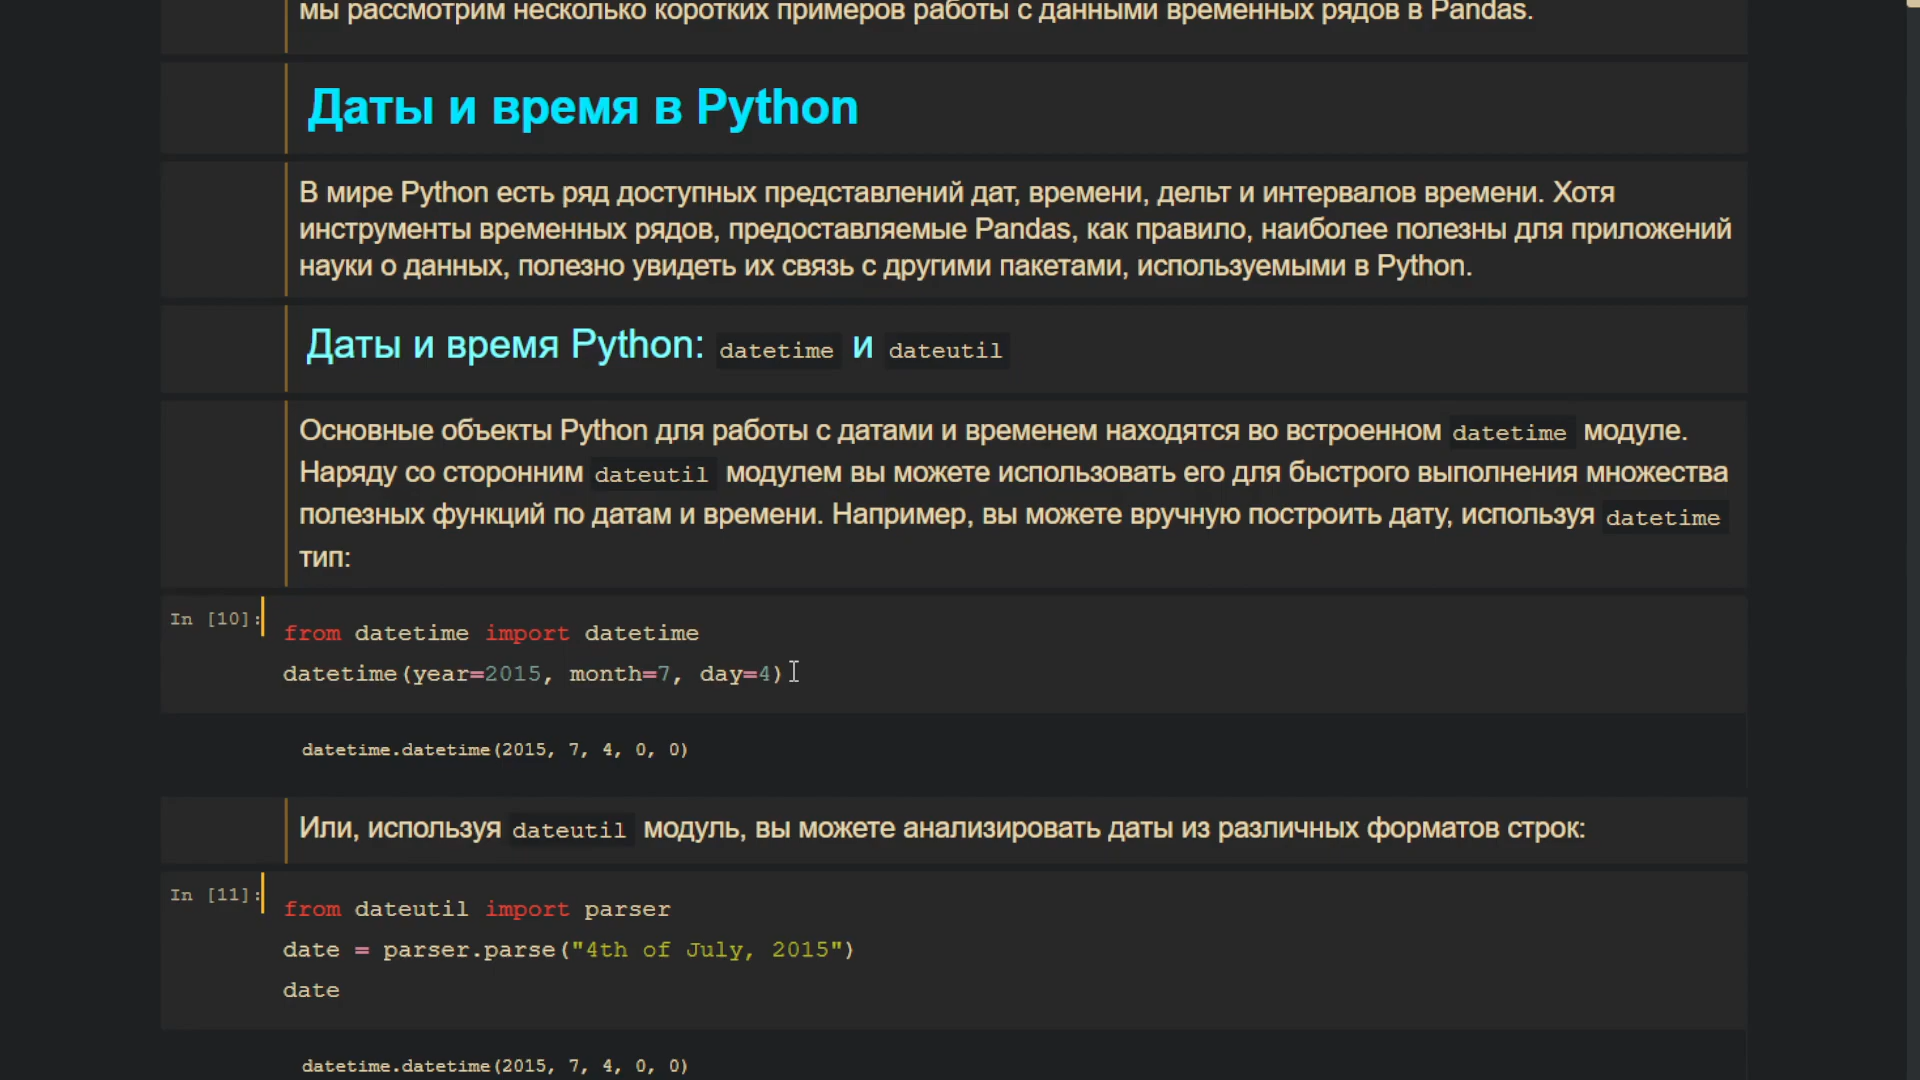 мы рассмотрим несколько коротких примеров работы с данными временных рядов в Pandas.
Даты и время в Python
В мире Python есть ряд доступных представлений дат, времени, дельт и интервалов времени. Хотя
инструменты временных рядов, предоставляемые Pandas, как правило, наиболее полезны для приложений
науки о данных, полезно увидеть их связь с другими пакетами, используемыми в Python.
Даты и время Python: datetime и dateutil
Основные объекты Python для работы с датами и временем находятся во встроенном datetime модуле.
Наряду со сторонним dateutil модулем вы можете использовать его для быстрого выполнения множества
полезных функций по датам и времени. Например, вы можете вручную построить дату, используя datetime
тип:
In [10]:
from datetime import datetime
datetime(year=2015, month=7, day=4)
datetime.datetime(2015, 7, 4, 0, 0)
Или, используя dateutil модуль, вы можете анализировать даты из различных форматов строк:
In [11]:
from dateutil import parser
date = parser.parse("4th of July, 2015")
date
datetime.datetime(2015, 7, 4, 0, 0)